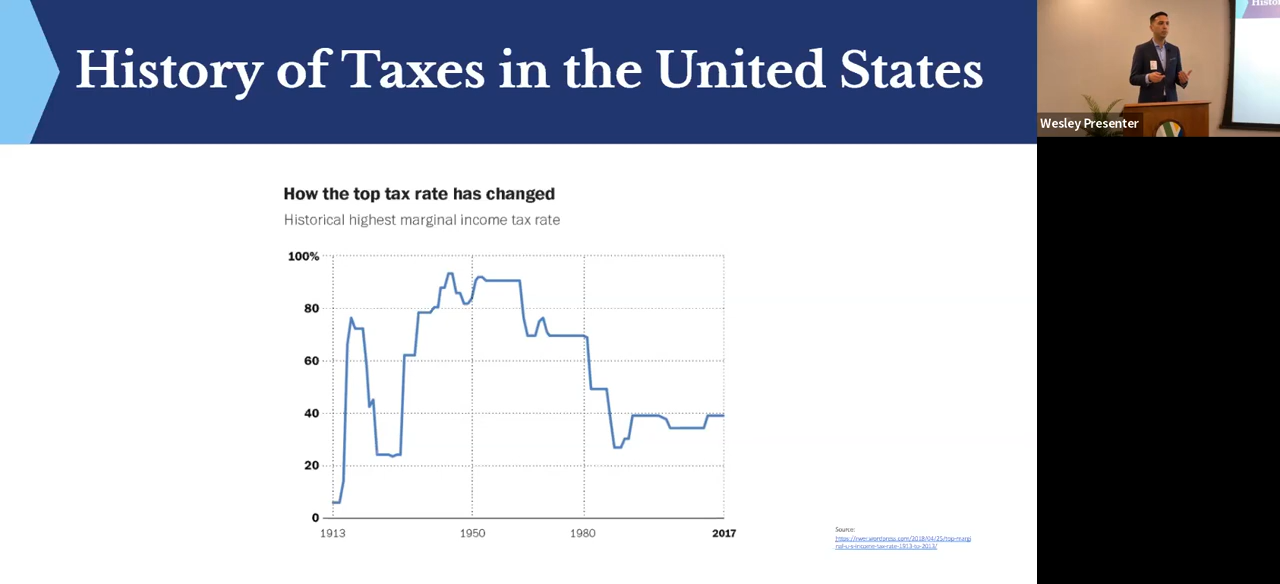 History of Taxes in the United States
Histor
Wesley Presenter
How the top tax rate has changed
Historical highest marginal income tax rate
100%
80
60
40
20
0
1913
1950
1980
2017
Source: